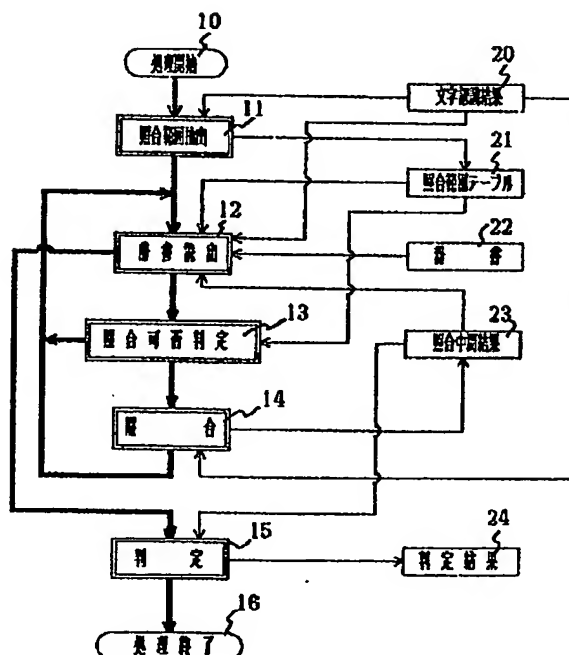 10
処理開始
20
文字認識結果
11
照合範囲抽出
21
照合範囲テーブル
12
辞書読出
22
辞書
13
照合可否判定
23
照合中間結果
14
照合
15
判定
24
判定結果
16
処理終了